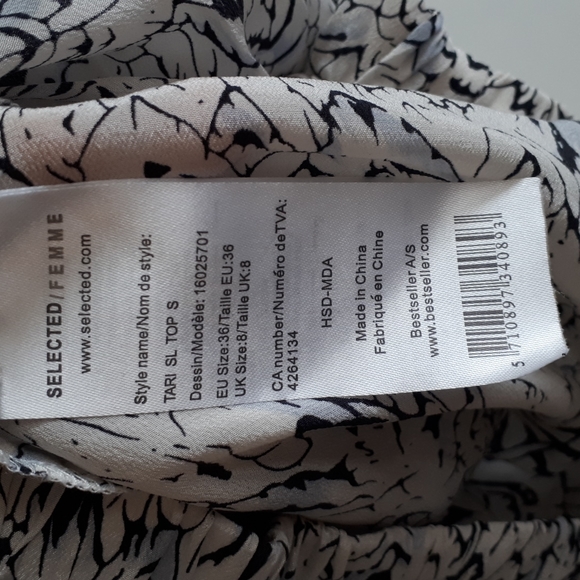 SELECTED/FEMME
www.selected.com
Style name/Nom de style:
TARI SL TOP S
Dessin/Modèle: 16025701
EU Size:36/Taille EU:36
UK Size:8/Taille UK:8
CA number/Numéro deTVA:
4264134
HSD-MDA
Made in China
Fabriqué en Chine
Bestseller A/S
www.bestseller.com
5 710897 340893